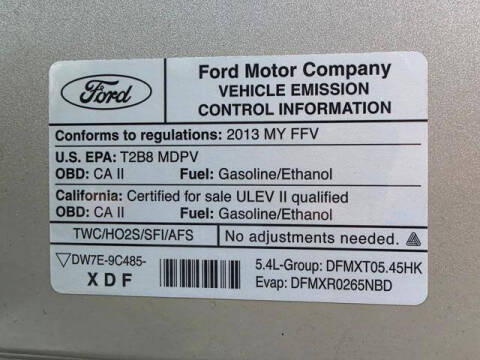 Ford
Ford Motor Company
VEHICLE EMISSION
CONTROL INFORMATION
Conforms to regulations: 2013 MY FFV
U.S. EPA: T2B8 MDPV
OBD: CA II Fuel: Gasoline/Ethanol
California: Certified for sale ULEV II qualified
OBD: CA II Fuel: Gasoline/Ethanol
TWC/HO2S/SFI/AFS No adjustments needed.
DW7E-9C485-
XDF
5.4L-Group: DFMXT05.45HK
Evap: DFMXR0265NBD